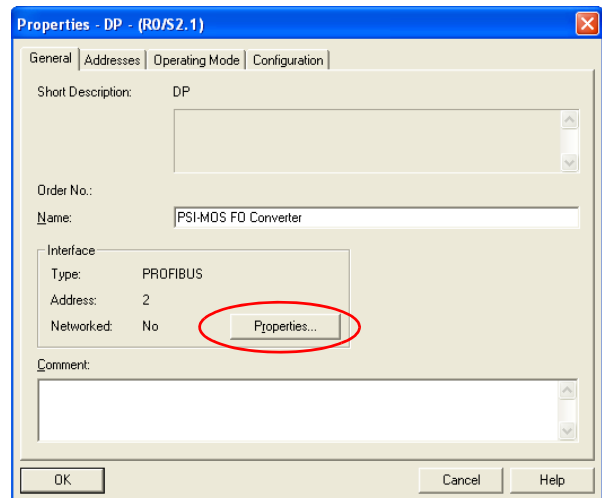 Properties - DP - (R0/S2.1)
General Addresses Operating Mode Configuration
Short Description: DP
Order No.:
Name: PSI-MOS FO Converter
Interface
Type: PROFIBUS
Address: 2
Networked: No Properties...
Comment:
OK Cancel Help